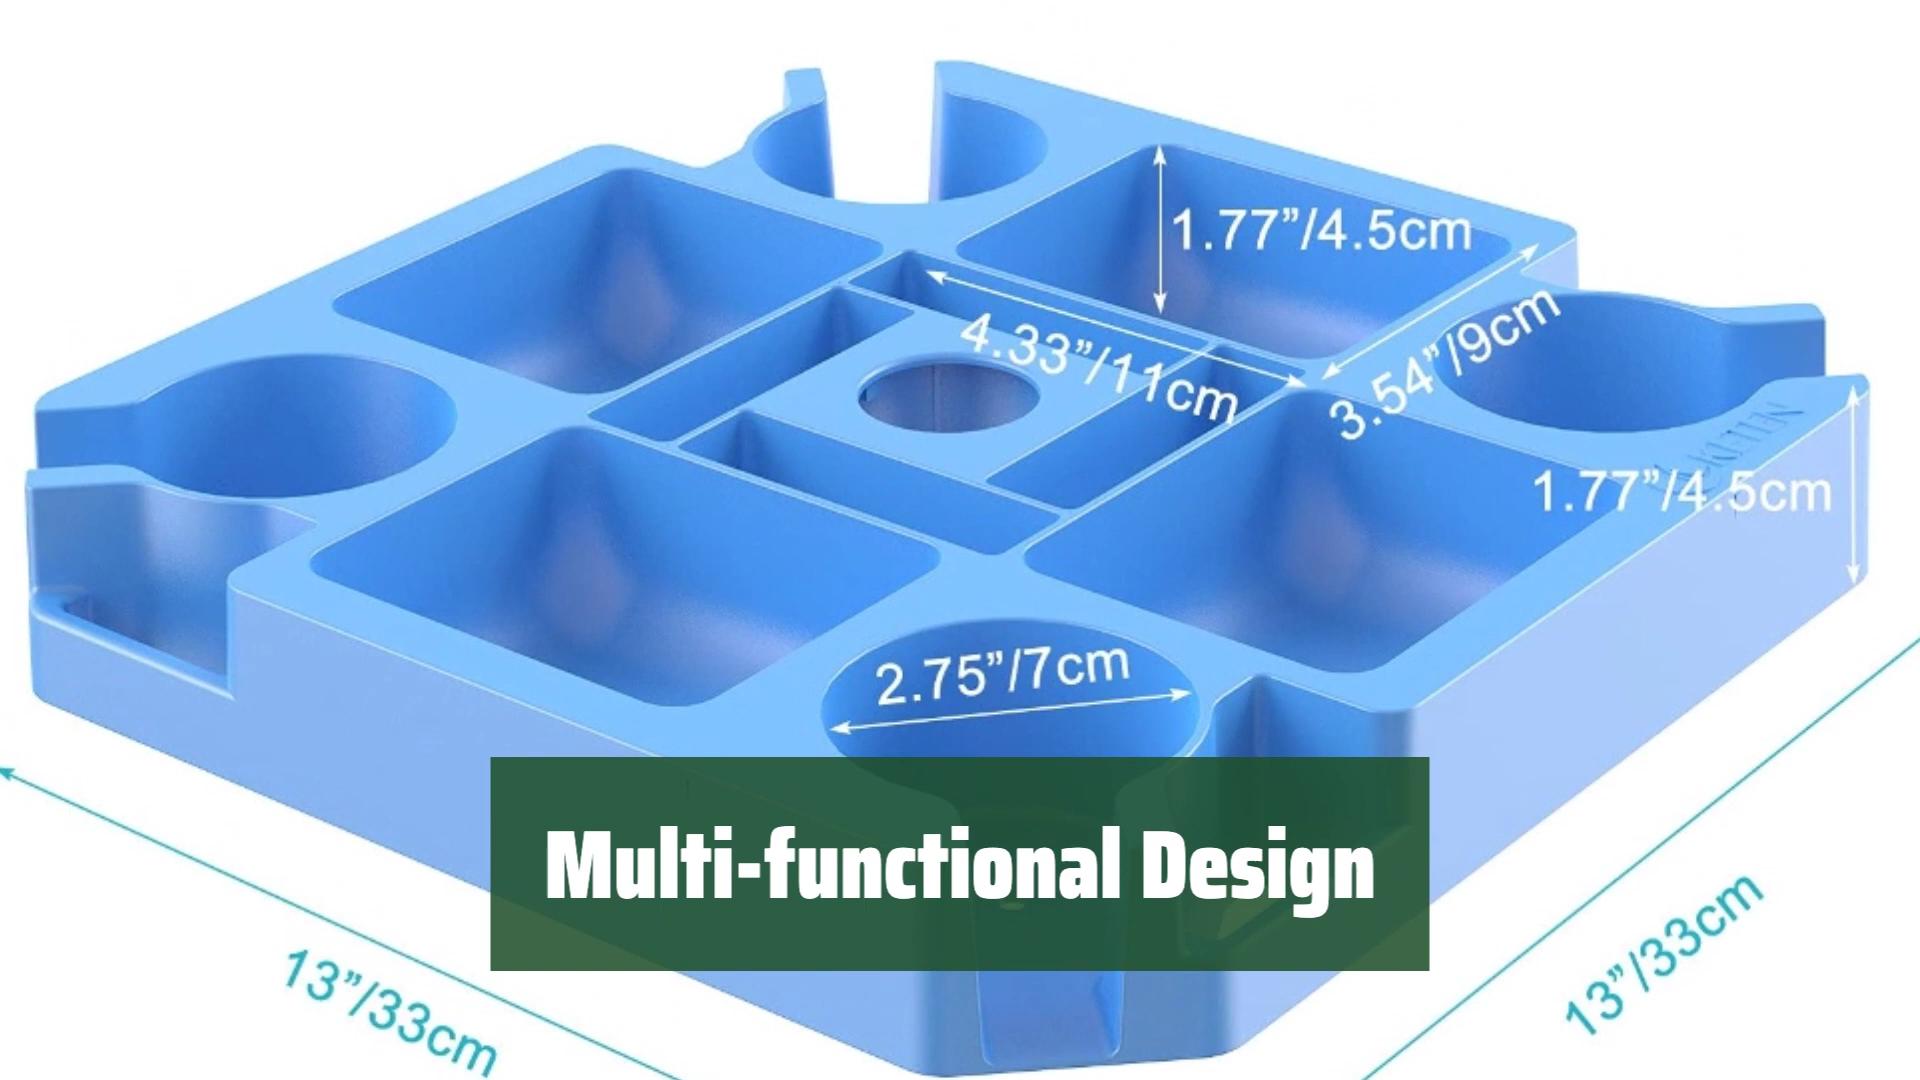 1.77”/4.5cm
4.33”/11cm
3.54”/9cm
1.77”/4.5cm
2.75”/7cm
Multi-functional Design
13”/33cm
13”/33cm